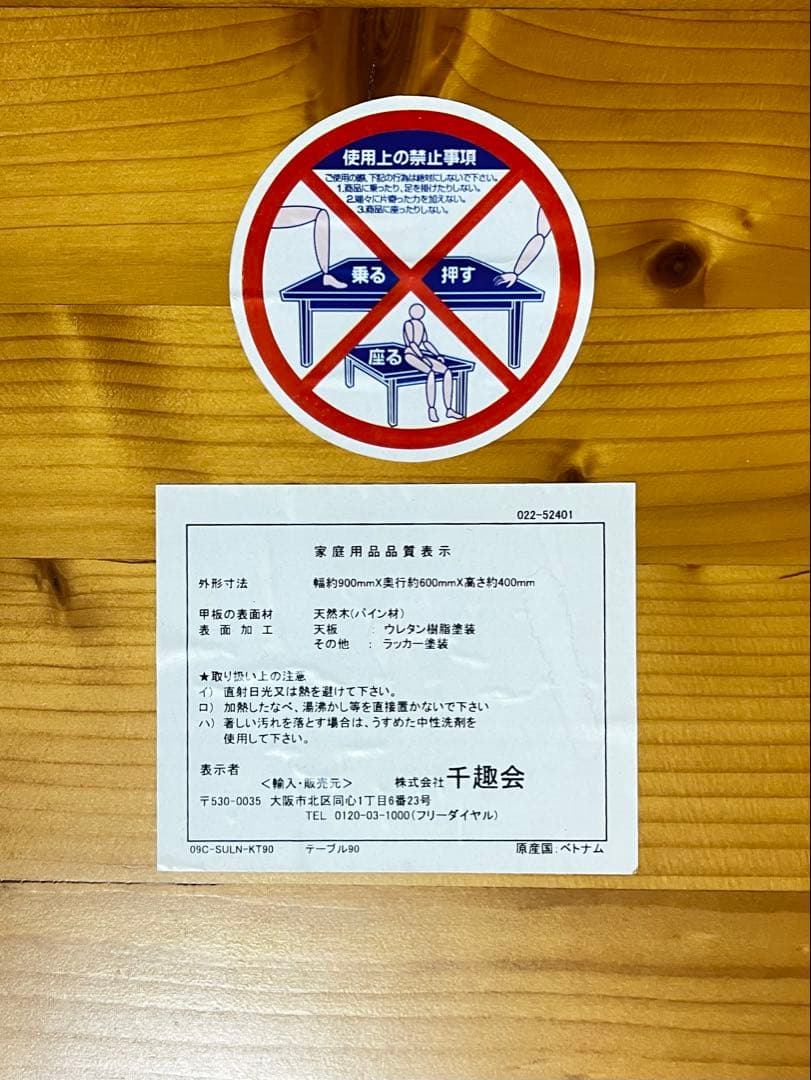 使用上の禁止事項
ご使用の際、下記の行為は絶対にしないで下さい。
1.商品に乗ったり、足を掛けたりしない。
2.端々に片寄った力を加えない。
3.商品に座ったりしない。
乗る 押す
座る
022-52401
家庭用品品質表示
外形寸法 幅約900mmX奥行約600mmX高さ約400mm
甲板の表面材 天然木(パイン材)
表面加工 天板 : ウレタン樹脂塗装
その他 : ラッカー塗装
★取り扱い上の注意
イ) 直射日光又は熱を避けて下さい。
ロ) 加熱したなべ、湯沸かし等を直接置かないで下さい
ハ) 著しい汚れを落とす場合は、うすめた中性洗剤を
使用して下さい。
表示者
<輸入・販売元> 株式会社千趣会
〒530-0035 大阪市北区同心1丁目6番23号
TEL 0120-03-1000(フリーダイヤル)
09C-SULN-KT90 テーブル90 原産国:ベトナム